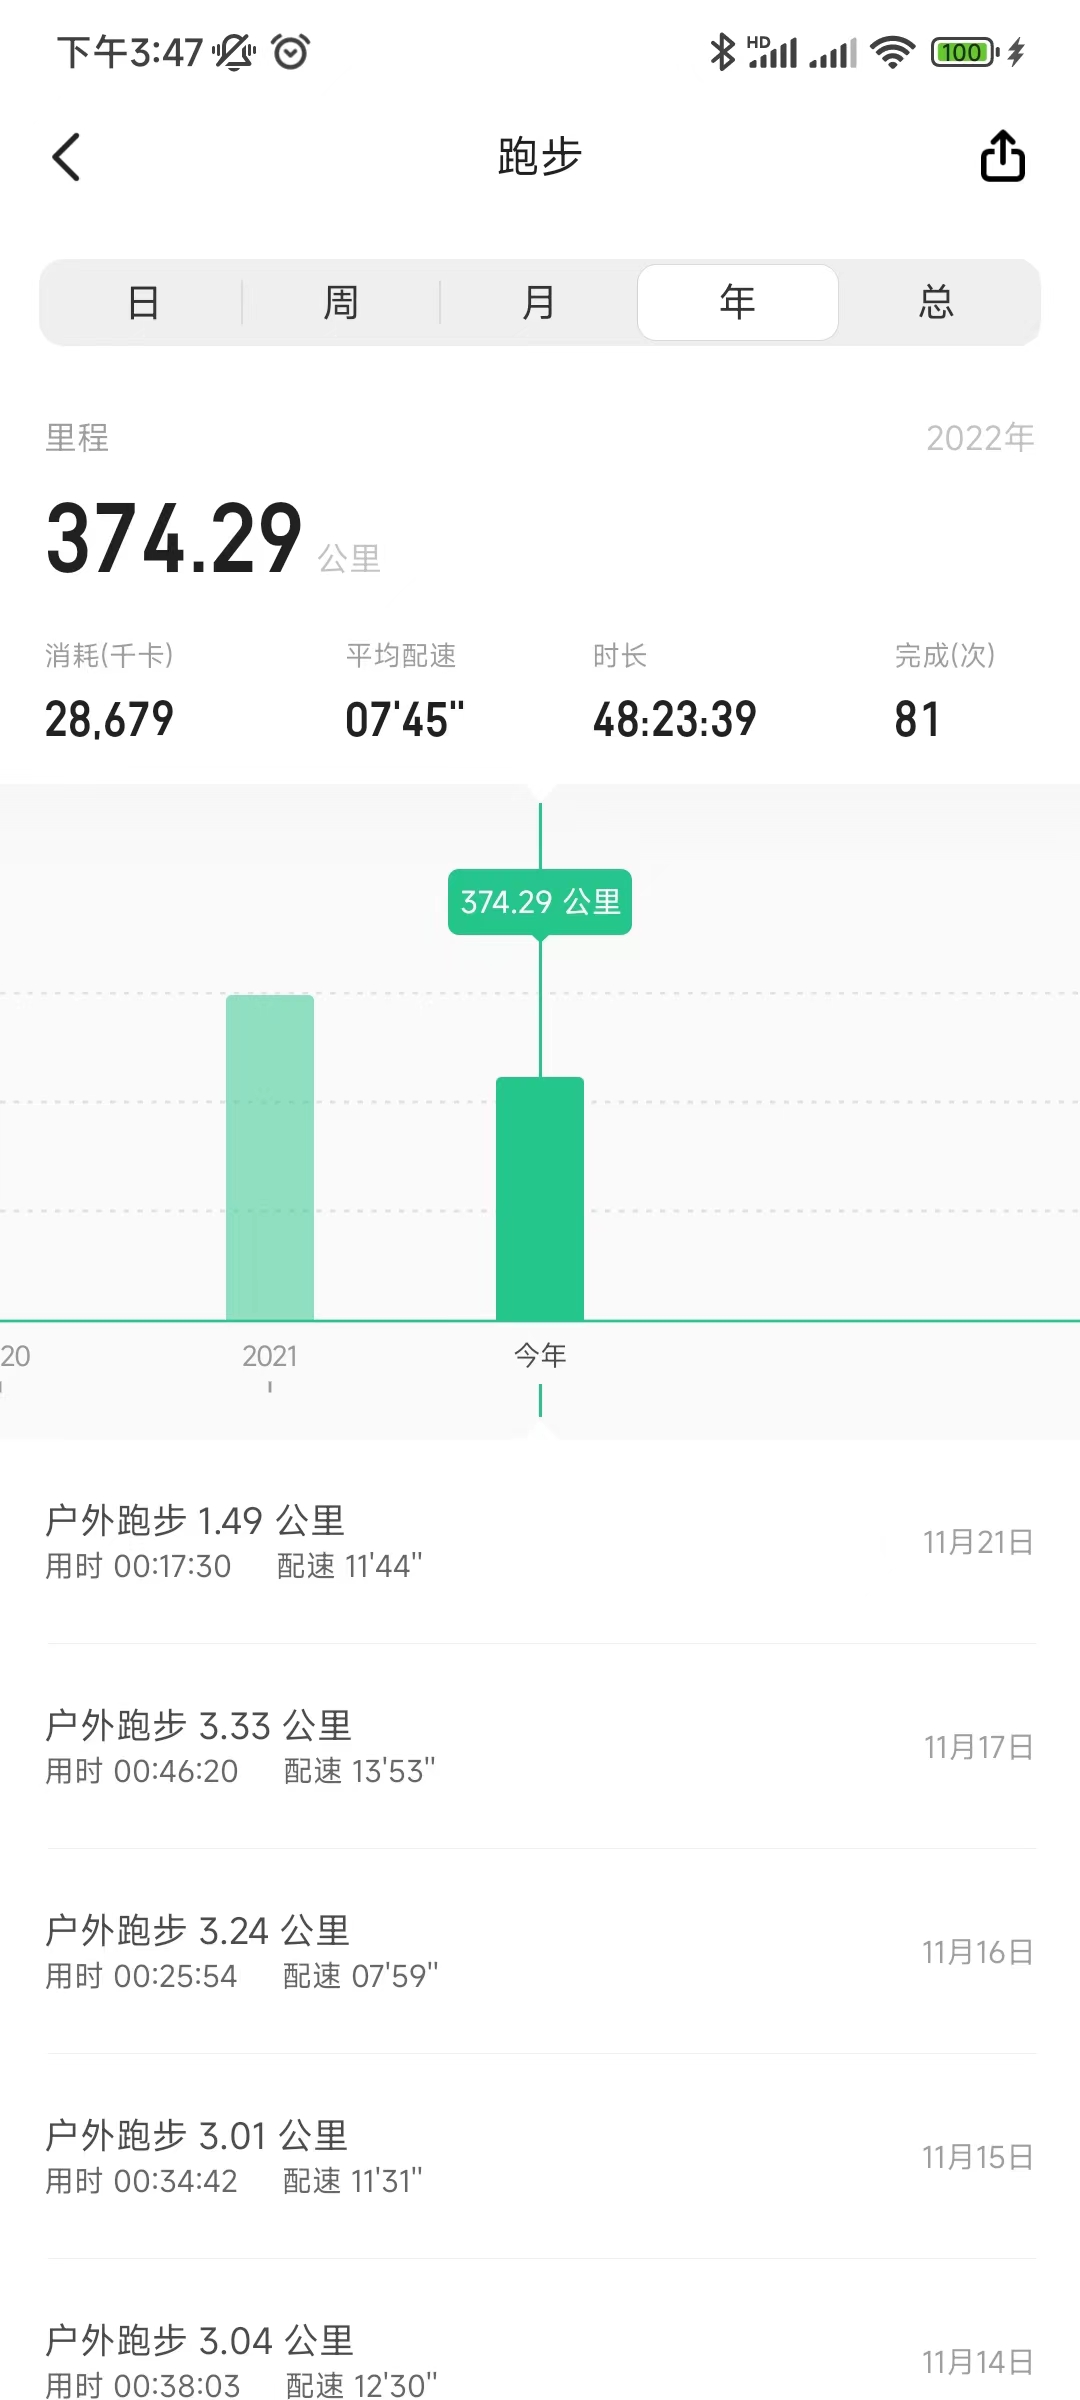 下午3:47
HD
100
跑步
日 周 月 年 总
里程 2022年
374.29 公里
消耗(千卡) 平均配速 时长 完成(次)
28,679 07'45" 48:23:39 81
374.29 公里
20 2021 今年
户外跑步 1.49 公里
用时 00:17:30 配速 11'44"
11月21日
户外跑步 3.33 公里
用时 00:46:20 配速 13'53"
11月17日
户外跑步 3.24 公里
用时 00:25:54 配速 07'59"
11月16日
户外跑步 3.01 公里
用时 00:34:42 配速 11'31"
11月15日
户外跑步 3.04 公里
用时 00:38:03 配速 12'30"
11月14日